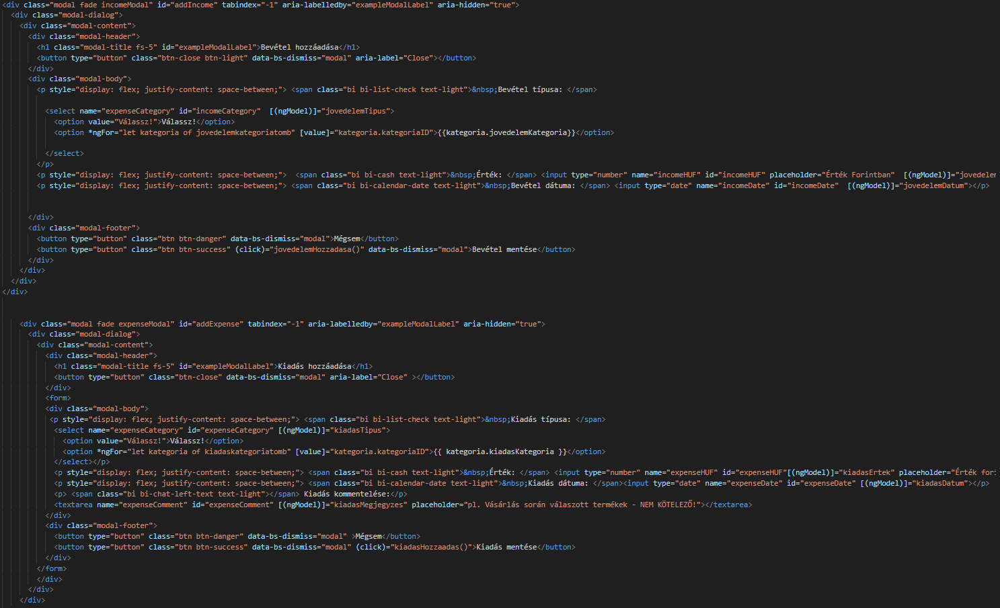 <div class="modal fade incomeModal" id="addIncome" tabindex="-1" aria-labelledby="exampleModalLabel" aria-hidden="true">
<div class="modal-dialog">
<div class="modal-content">
<div class="modal-header">
<h1 class="modal-title fs-5" id="exampleModalLabel">Bevétel hozzáadása</h1>
<button type="button" class="btn-close btn-light" data-bs-dismiss="modal" aria-label="Close"></button>
</div>
<div class="modal-body">
<p style="display: flex; justify-content: space-between;"> <span class="bi bi-list-check text-light">&nbsp;Bevétel típusa: </span>
<select name="expenseCategory" id="incomeCategory"  [(ngModel)]="jovedelemTipus">
<option value="Válassz!">Válassz!</option>
<option *ngFor="let kategoria of jovedelemkategoriatomb" [value]="kategoria.kategoriaID">{{kategoria.jovedelemKategoria}}</option>
</select>
</p>
<p style="display: flex; justify-content: space-between;">  <span class="bi bi-cash text-light">&nbsp;Érték: </span> <input type="number" name="incomeHUF" id="incomeHUF" placeholder="Érték Forintban"  [(ngModel)]="jovedelem
<p style="display: flex; justify-content: space-between;"> <span class="bi bi-calendar-date text-light">&nbsp;Bevétel dátuma: </span> <input type="date" name="incomeDate" id="incomeDate"  [(ngModel)]="jovedelemDatum"></p>
</div>
<div class="modal-footer">
<button type="button" class="btn btn-danger" data-bs-dismiss="modal">Mégsem</button>
<button type="button" class="btn btn-success" (click)="jovedelemHozzadasa()" data-bs-dismiss="modal">Bevétel mentése</button>
</div>
</div>
</div>
</div>
<div class="modal fade expenseModal" id="addExpense" tabindex="-1" aria-labelledby="exampleModalLabel" aria-hidden="true">
<div class="modal-dialog">
<div class="modal-content">
<div class="modal-header">
<h1 class="modal-title fs-5" id="exampleModalLabel">Kiadás hozzáadása</h1>
<button type="button" class="btn-close" data-bs-dismiss="modal" aria-label="Close" ></button>
</div>
<form>
<div class="modal-body">
<p style="display: flex; justify-content: space-between;"> <span class="bi bi-list-check text-light">&nbsp;Kiadás típusa: </span>
<select name="expenseCategory" id="expenseCategory" [(ngModel)]="kiadasTipus">
<option value="Válassz!">Válassz!</option>
<option *ngFor="let kategoria of kiadaskategoriatomb" [value]="kategoria.kategoriaID">{{ kategoria.kiadasKategoria }}</option>
</select></p>
<p style="display: flex; justify-content: space-between;"> <span class="bi bi-cash text-light">&nbsp;Érték: </span> <input type="number" name="expenseHUF" id="expenseHUF"[(ngModel)]="kiadasErtek" placeholder="Érték fori
<p style="display: flex; justify-content: space-between;"> <span class="bi bi-calendar-date text-light">&nbsp;Kiadás dátuma: </span><input type="date" name="expenseDate" id="expenseDate" [(ngModel)]="kiadasDatum"></p>
<p> <span class="bi bi-chat-left-text text-light"></span> Kiadás kommentelése:</p>
<textarea name="expenseComment" id="expenseComment" [(ngModel)]="kiadasMegjegyzes" placeholder="pl. Vásárlás során válaszott termékek - NEM KÖTELEZŐ!"></textarea>
</div>
<div class="modal-footer">
<button type="button" class="btn btn-danger" data-bs-dismiss="modal" >Mégsem</button>
<button type="button" class="btn btn-success" data-bs-dismiss="modal" (click)="kiadasHozzaadas()">Kiadás mentése</button>
</div>
</form>
</div>
</div>
</div>